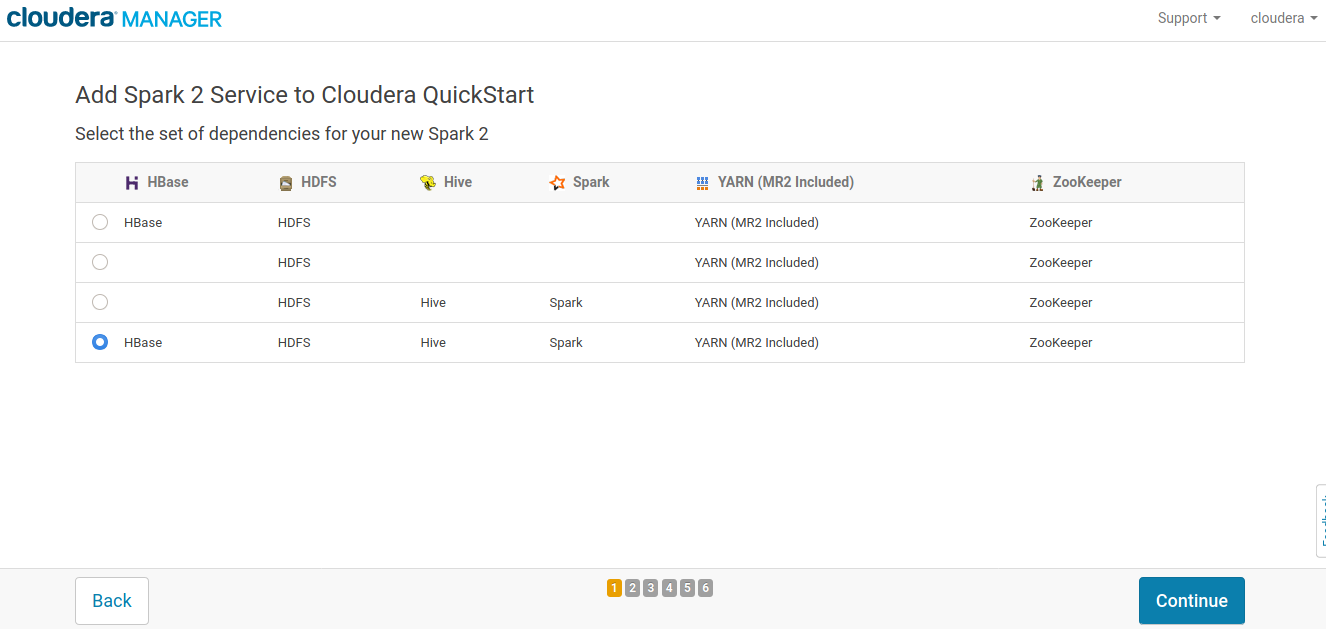 cloudera MANAGER Support cloudera
Add Spark 2 Service to Cloudera QuickStart
Select the set of dependencies for your new Spark 2
HBase HDFS Hive Spark YARN (MR2 Included) ZooKeeper
HBase HDFS YARN (MR2 Included) ZooKeeper
HDFS YARN (MR2 Included) ZooKeeper
HDFS Hive Spark YARN (MR2 Included) ZooKeeper
HBase HDFS Hive Spark YARN (MR2 Included) ZooKeeper
Back 1 2 3 4 5 6 Continue